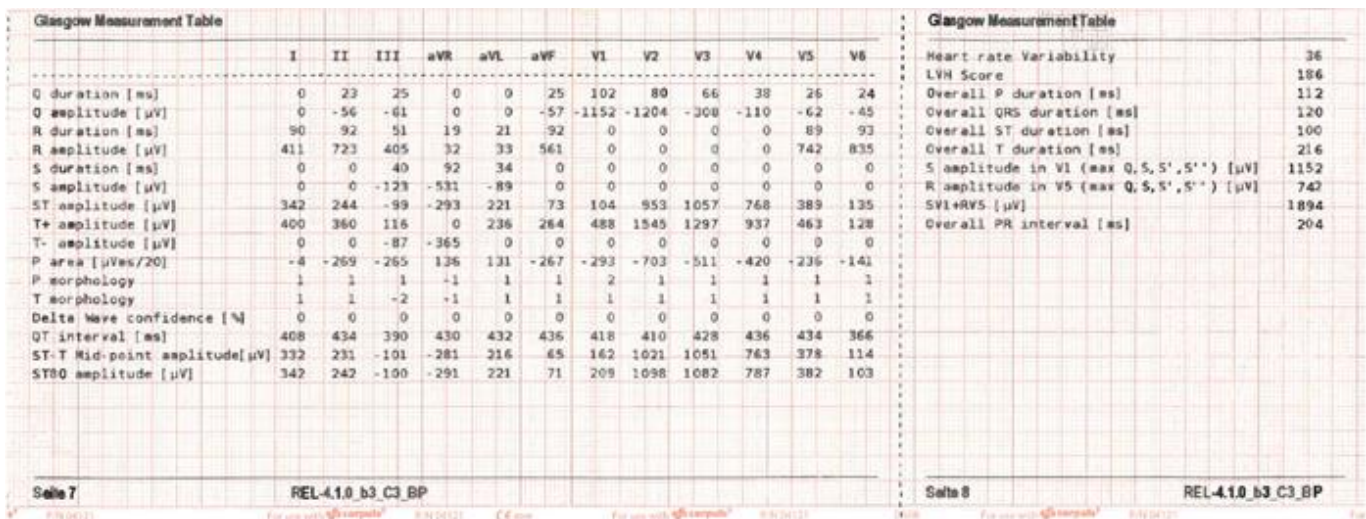 Glasgow Measurement Table
I II III aVR aVL aVF V1 V2 V3 V4 V5 V6
Q duration [ms] 0 23 25 0 0 25 102 80 66 38 26 24
Q amplitude [µV] 0 -56 -61 0 0 -57 -1152 -1204 -308 -110 -62 -45
R duration [ms] 90 92 51 19 21 92 0 0 0 0 89 93
R amplitude [µV] 411 723 405 32 33 561 0 0 0 0 742 835
S duration [ms] 0 0 40 92 34 0 0 0 0 0 0 0
S amplitude [µV] 0 0 -123 -531 -89 0 0 0 0 0 0 0
ST amplitude [µV] 342 244 -99 -293 221 73 104 953 1057 768 389 135
T+ amplitude [µV] 400 360 116 0 236 264 488 1545 1297 937 463 128
T- amplitude [µV] 0 0 -87 -365 0 0 0 0 0 0 0 0
P area [µVms/20] -4 -269 -265 136 131 -267 -293 -703 -511 -420 -236 -141
P morphology 1 1 1 -1 1 1 2 1 1 1 1 1
T morphology 1 1 -2 -1 1 1 1 1 1 1 1 1
Delta Wave confidence [%] 0 0 0 0 0 0 0 0 0 0 0 0
QT interval [ms] 408 434 390 430 432 436 418 410 428 436 434 366
ST-T Mid-point amplitude[µV] 332 231 -101 -281 216 65 162 1021 1051 763 378 114
ST80 amplitude [µV] 342 242 -100 -291 221 71 209 1098 1082 787 382 103
Seite 7 REL-4.1.0_b3_C3_BP
Glasgow Measurement Table
Heart rate Variability 36
LVH Score 186
Overall P duration [ms] 112
Overall QRS duration [ms] 120
Overall ST duration [ms] 100
Overall T duration [ms] 216
S amplitude in V1 (max Q,S,S',S'') [µV] 1152
R amplitude in V5 (max Q,S,S',S'') [µV] 742
SV1+RV5 [µV] 1894
Overall PR interval [ms] 204
Seite 8 REL-4.1.0_b3_C3_BP
For use with corpuls³